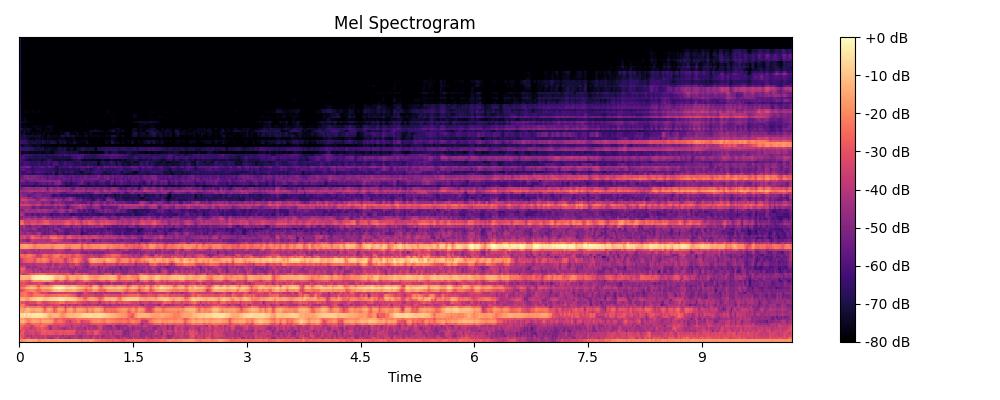 Mel Spectrogram
+0 dB
-10 dB
-20 dB
-30 dB
-40 dB
-50 dB
-60 dB
-70 dB
-80 dB
0 1.5 3 4.5 6 7.5 9
Time